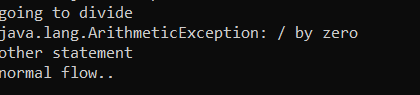 going to divide
java.lang.ArithmeticException: / by zero
other statement
normal flow..